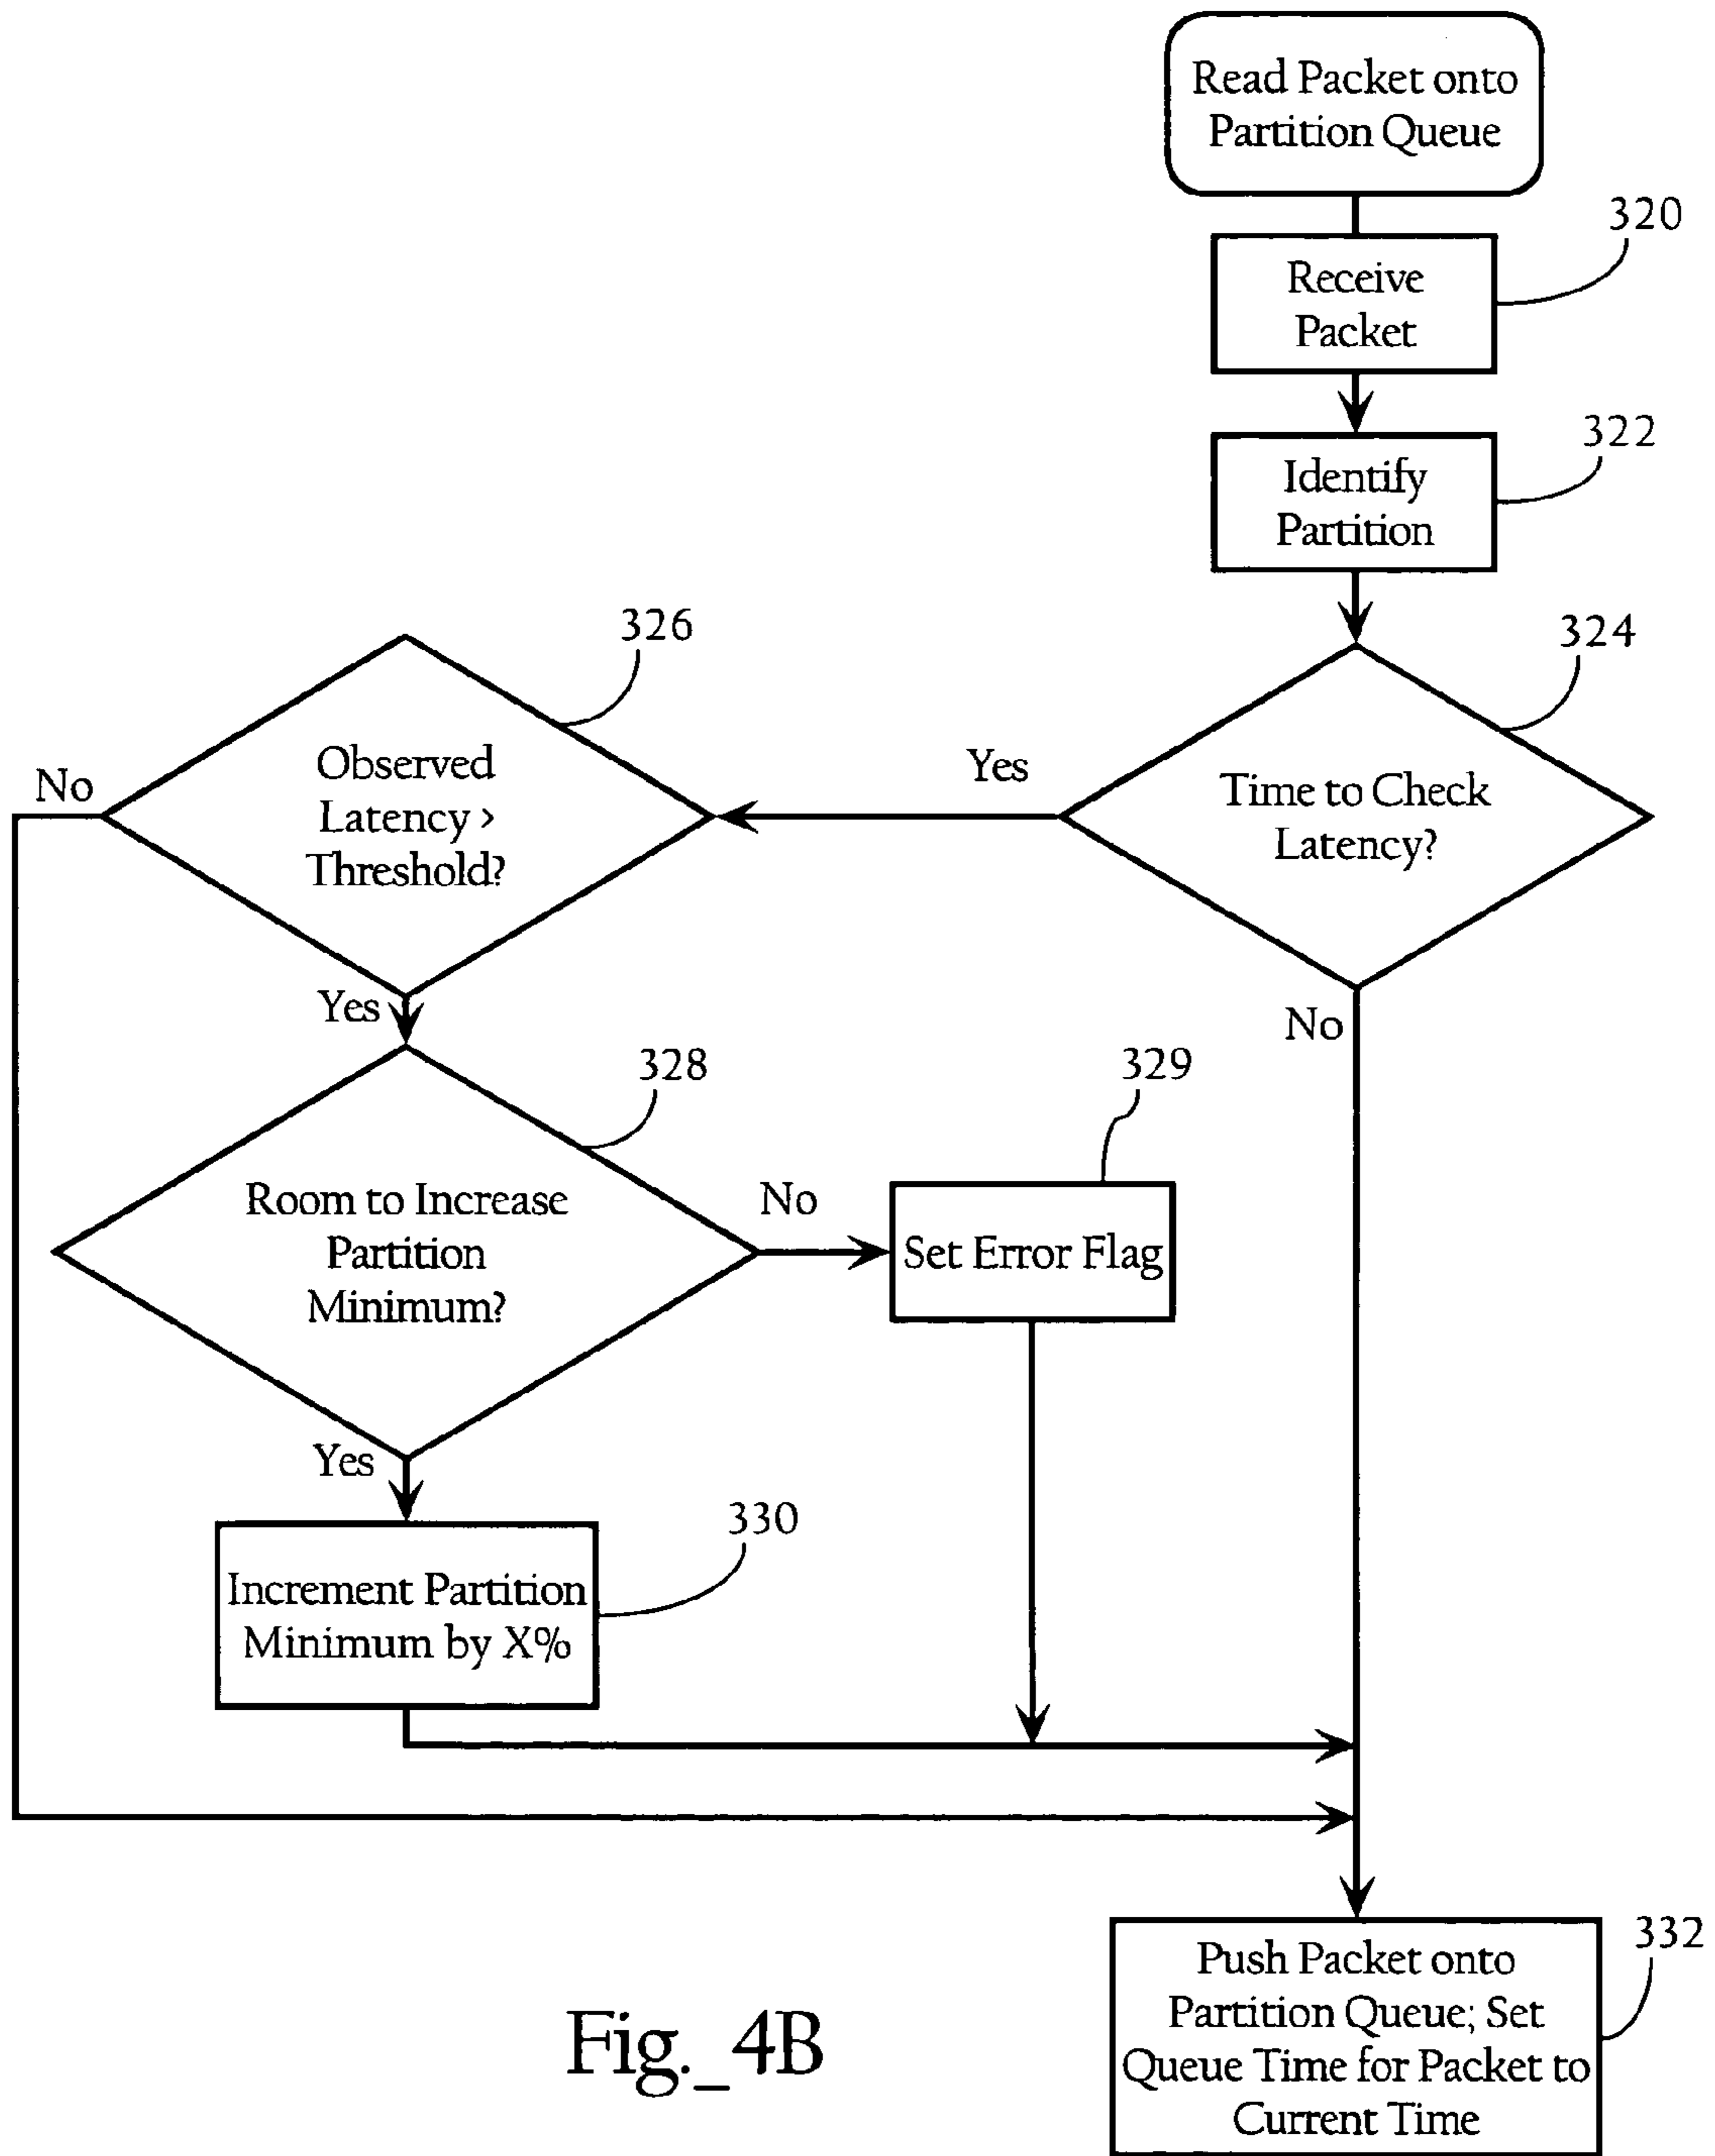 Read Packet onto
Partition Queue
320
Receive
Packet
322
Identify
Partition
324
Time to Check
Latency?
Yes
No
326
Observed
Latency >
Threshold?
No
Yes
328
Room to Increase
Partition
Minimum?
No
329
Set Error Flag
Yes
330
Increment Partition
Minimum by X%
332
Push Packet onto
Partition Queue; Set
Queue Time for Packet to
Current Time
Fig._4B